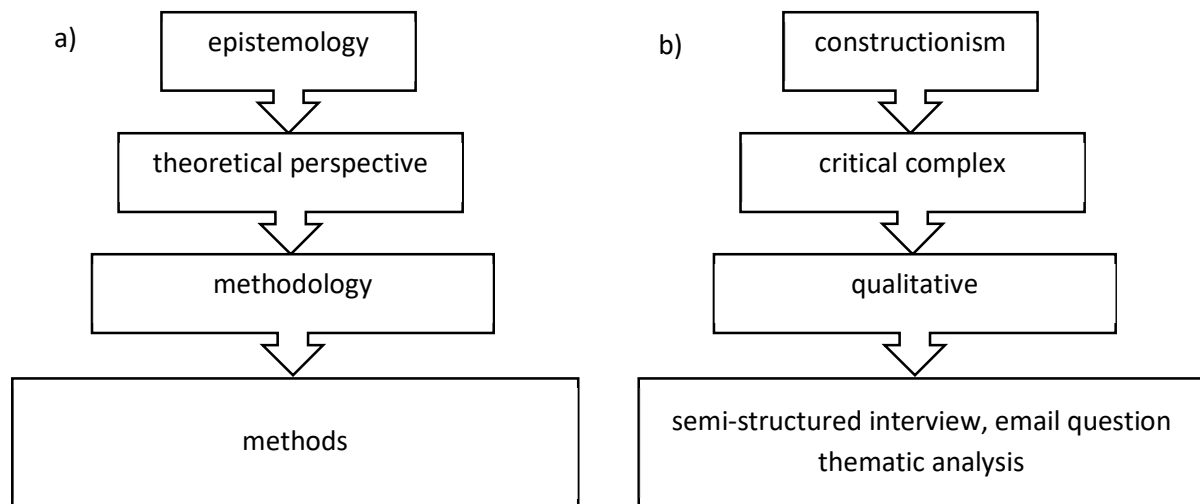 a)
epistemology
theoretical perspective
methodology
methods
b)
constructionism
critical complex
qualitative
semi-structured interview, email question
thematic analysis